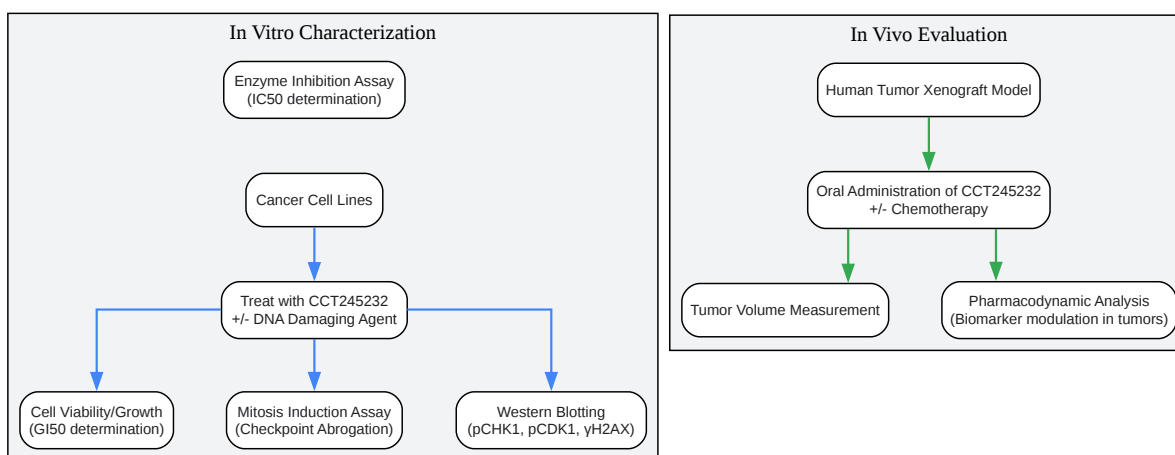 In Vitro Characterization
Enzyme Inhibition Assay
(IC50 determination)
Cancer Cell Lines
Treat with CCT245232
+/- DNA Damaging Agent
Cell Viability/Growth
(GI50 determination)
Mitosis Induction Assay
(Checkpoint Abrogation)
Western Blotting
(pCHK1, pCDK1, γH2AX)
In Vivo Evaluation
Human Tumor Xenograft Model
Oral Administration of CCT245232
+/- Chemotherapy
Tumor Volume Measurement
Pharmacodynamic Analysis
(Biomarker modulation in tumors)